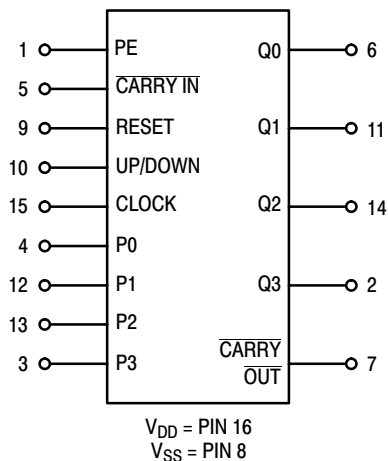 1 PE Q0 6
5 CARRY IN
9 RESET Q1 11
10 UP/DOWN
15 CLOCK Q2 14
4 P0
12 P1 Q3 2
13 P2
3 P3 CARRY OUT 7
VDD = PIN 16
VSS = PIN 8